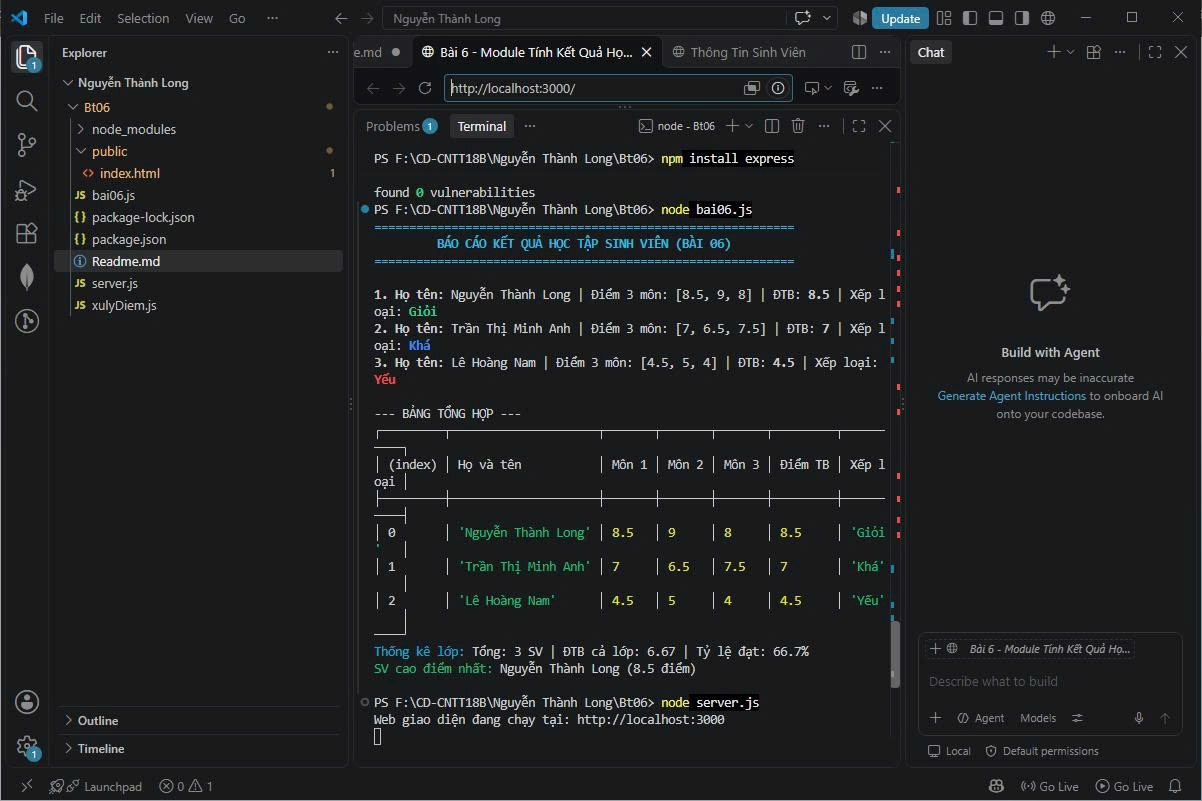 File Edit Selection View Go ··· Nguyễn Thành Long Update
Explorer ···
Nguyễn Thành Long
Bt06
node_modules
public
index.html 1
bai06.js
package-lock.json
package.json
Readme.md
server.js
xulyDiem.js
Outline
Timeline
1
1
e.md Bài 6 - Module Tính Kết Quả Họ... Thông Tin Sinh Viên ···
http://localhost:3000/ ···
Problems 1 Terminal ··· node - Bt06 ···
PS F:\CD-CNTT18B\Nguyễn Thành Long\Bt06> npm install express
found 0 vulnerabilities
PS F:\CD-CNTT18B\Nguyễn Thành Long\Bt06> node bai06.js
============================================================
BÁO CÁO KẾT QUẢ HỌC TẬP SINH VIÊN (BÀI 06)
============================================================
1. Họ tên: Nguyễn Thành Long | Điểm 3 môn: [8.5, 9, 8] | ĐTB: 8.5 | Xếp l
oại: Giỏi
2. Họ tên: Trần Thị Minh Anh | Điểm 3 môn: [7, 6.5, 7.5] | ĐTB: 7 | Xếp l
oại: Khá
3. Họ tên: Lê Hoàng Nam | Điểm 3 môn: [4.5, 5, 4] | ĐTB: 4.5 | Xếp loại:
Yếu
--- BẢNG TỔNG HỢP ---
│ (index) │ Họ và tên │ Môn 1 │ Môn 2 │ Môn 3 │ Điểm TB │ Xếp l
oại │
│ 0 │ 'Nguyễn Thành Long' │ 8.5 │ 9 │ 8 │ 8.5 │ 'Giỏi
' │
│ 1 │ 'Trần Thị Minh Anh' │ 7 │ 6.5 │ 7.5 │ 7 │ 'Khá'
│ 2 │ 'Lê Hoàng Nam' │ 4.5 │ 5 │ 4 │ 4.5 │ 'Yếu'
Thống kê lớp: Tổng: 3 SV | ĐTB cả lớp: 6.67 | Tỷ lệ đạt: 66.7%
SV cao điểm nhất: Nguyễn Thành Long (8.5 điểm)
PS F:\CD-CNTT18B\Nguyễn Thành Long\Bt06> node server.js
Web giao diện đang chạy tại: http://localhost:3000
Chat ···
Build with Agent
AI responses may be inaccurate
Generate Agent Instructions to onboard AI
onto your codebase.
Bài 6 - Module Tính Kết Quả Họ...
Describe what to build
Agent Models
Local Default permissions
Launchpad 0 1 Go Live Go Live